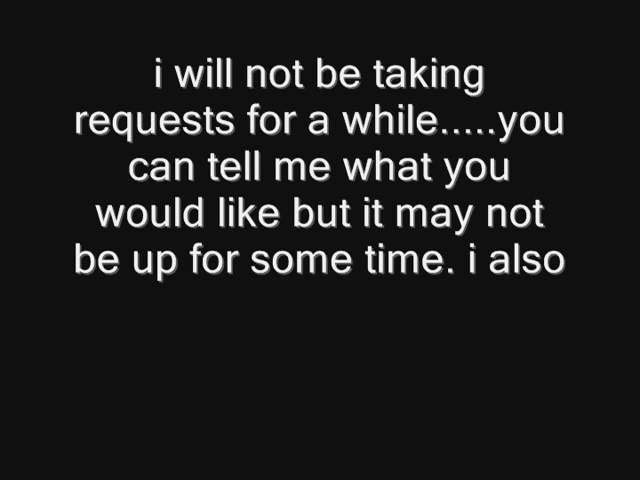 i will not be taking
requests for a while.....you
can tell me what you
would like but it may not
be up for some time. i also